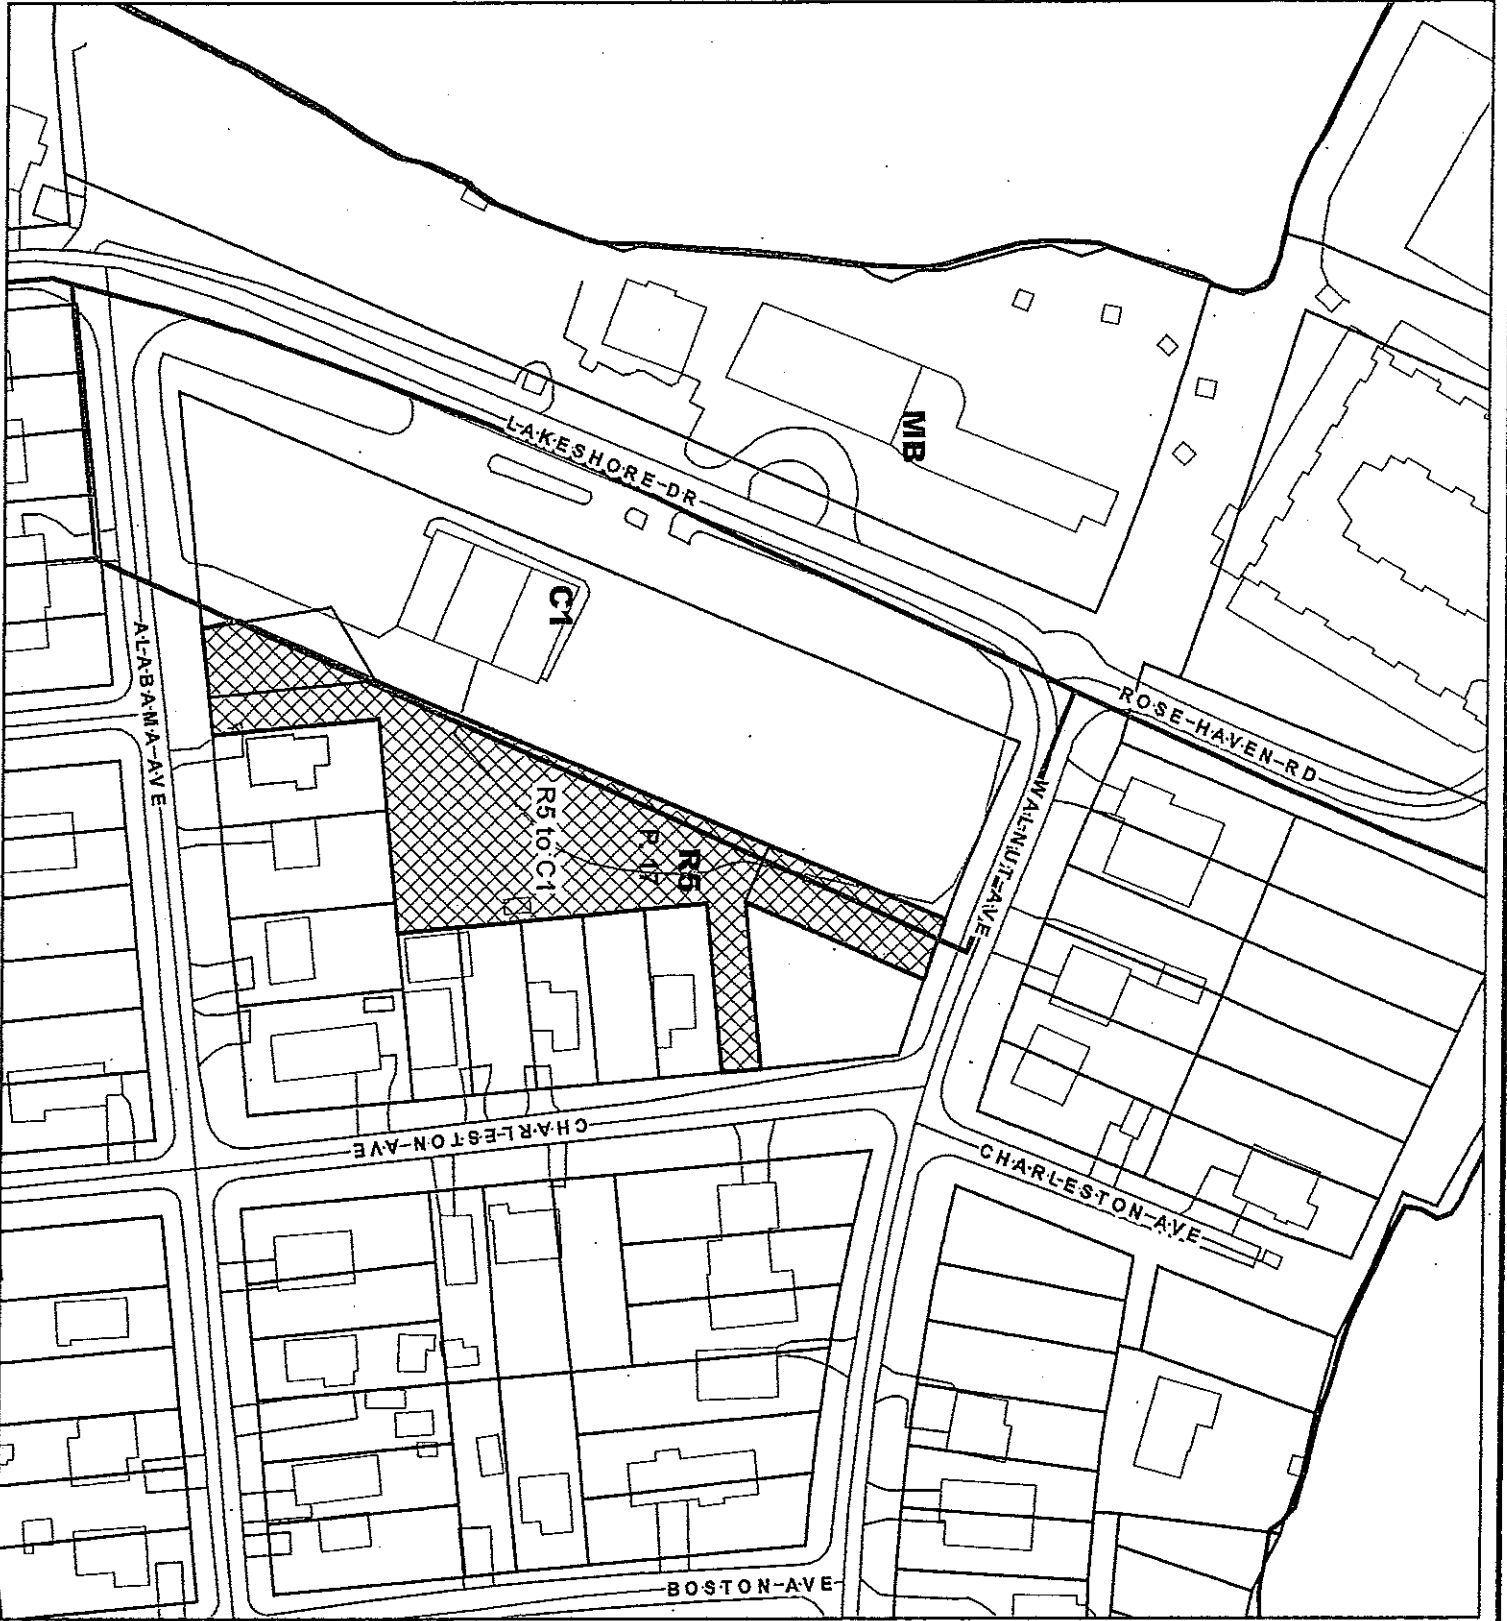 MB
LAKESHORE-DR
C1
ROSE-HAVEN-RD
ALABAMA-AVE
WALNUT-AVE
R5 to C1
P. 17
R5
CHARLESTON-AVE
CHARLESTON-AVE
BOSTON-AVE